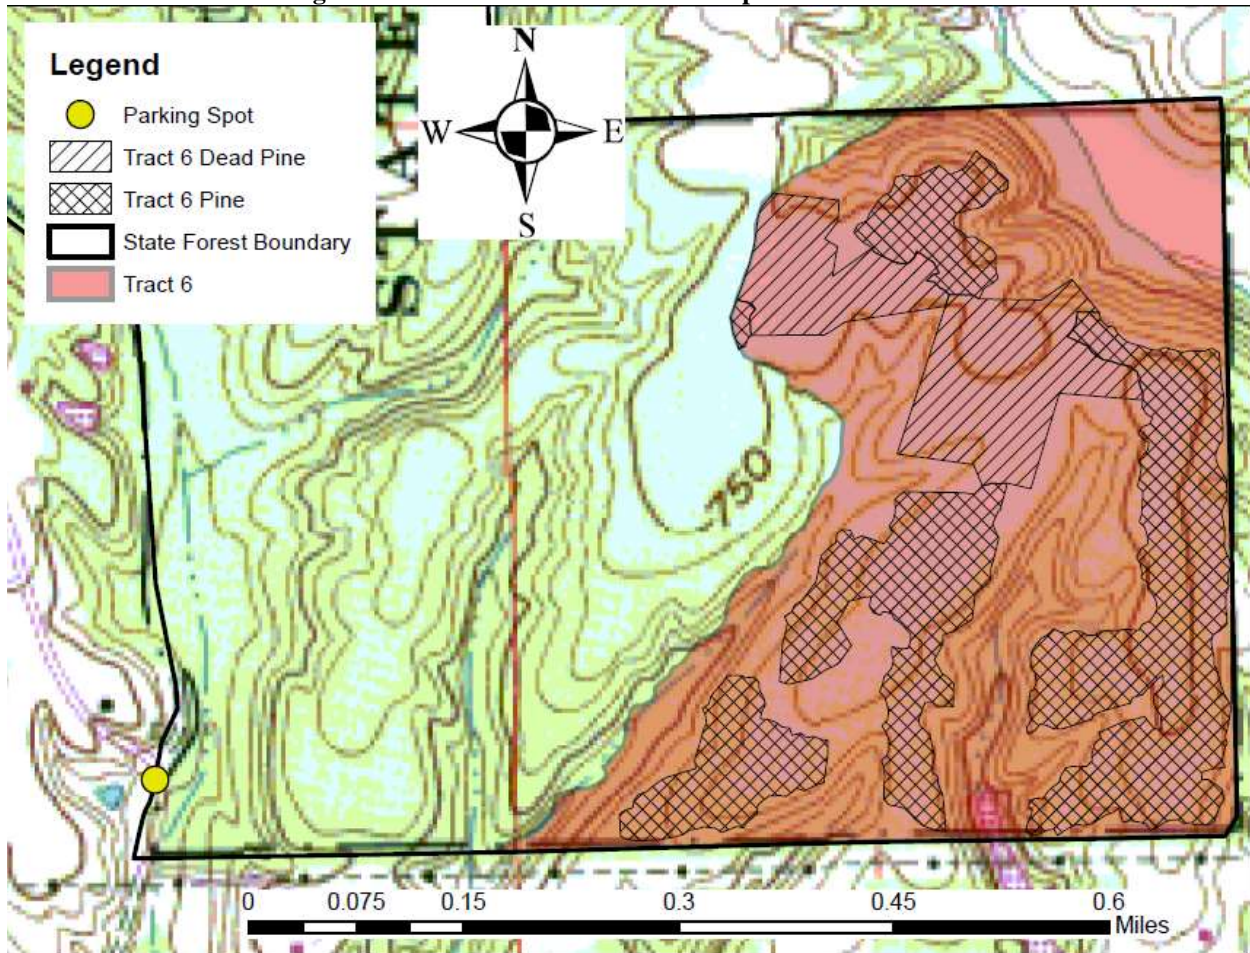 Legend
Parking Spot
Tract 6 Dead Pine
Tract 6 Pine
State Forest Boundary
Tract 6
N
W
E
S
750
0 0.075 0.15 0.3 0.45 0.6
Miles